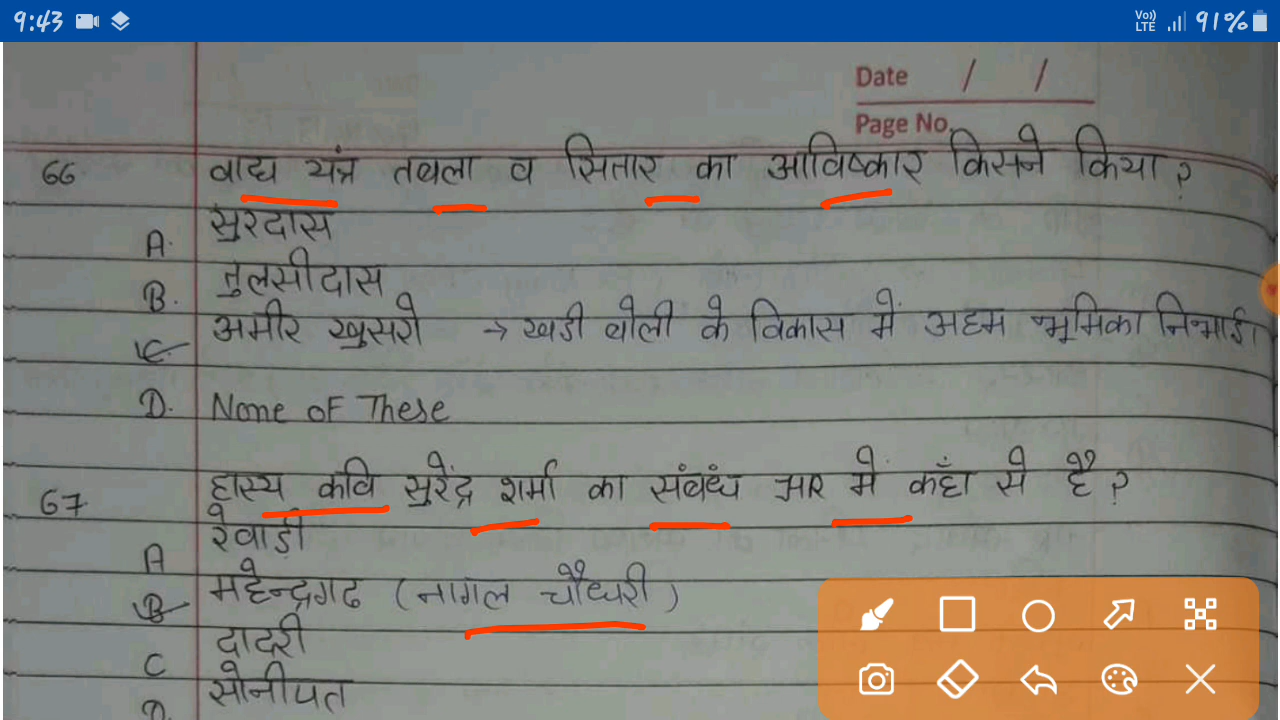 9:43 Vo)) LTE 91%
Date / /
Page No.
66 वाद्य यंत्र तबला व सितार का आविष्कार किसने किया ?
A. सुरदास
B. तुलसीदास
C अमीर खुसरो → खडी बोली के विकास में अहम भूमिका निभाई।
D. None of These
67 हास्य कवि सुरेंद्र शर्मा का संबंध में कहाँ से है ?
A रेवाड़ी
B महेन्द्रगढ (नागल चौधरी)
C दादरी
D सोनीपत